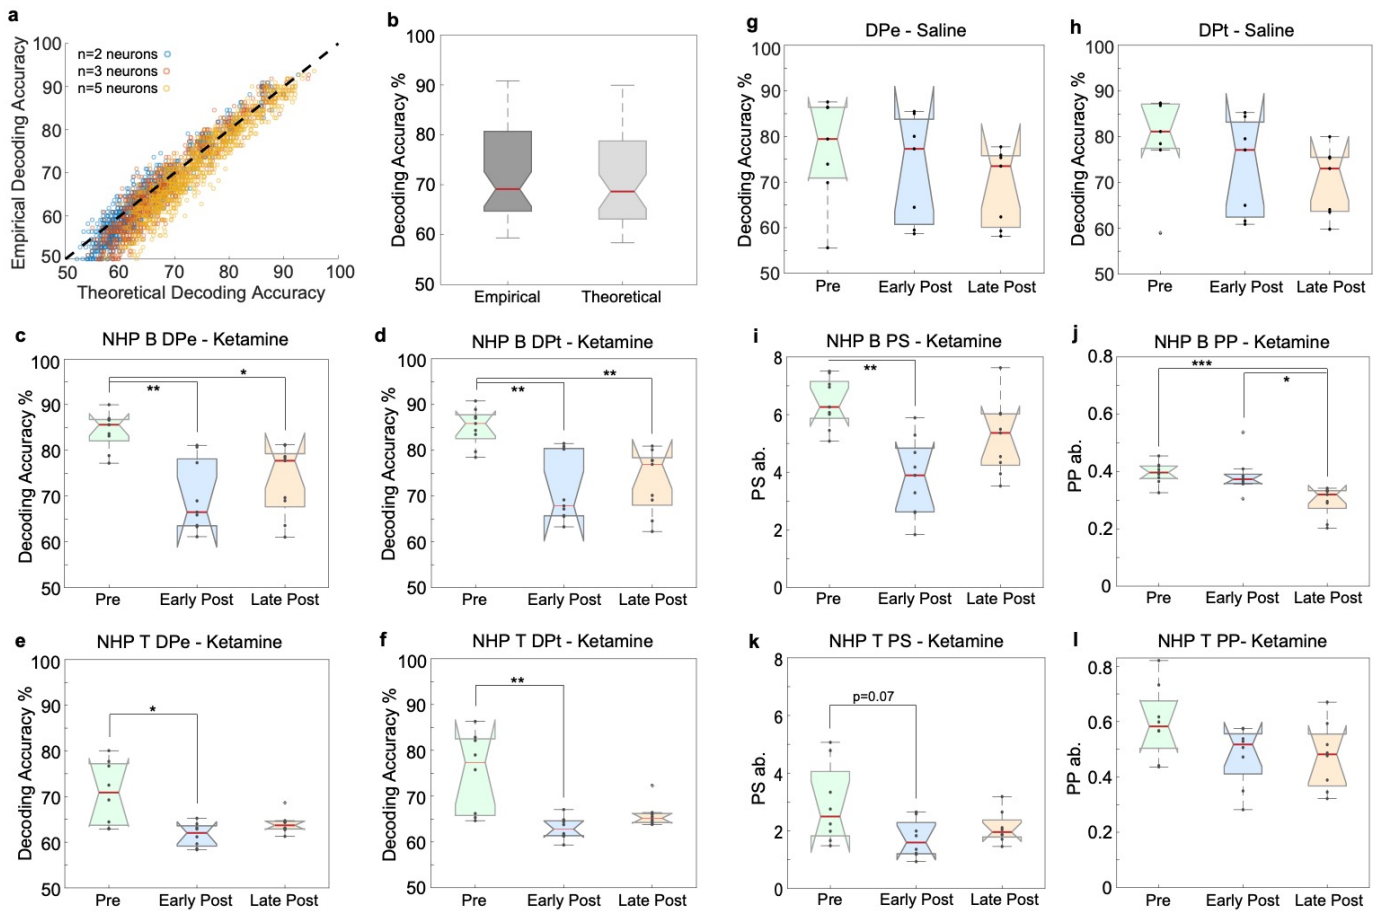 a
Empirical Decoding Accuracy
100
90
80
70
60
50
n=2 neurons
n=3 neurons
n=5 neurons
50 60 70 80 90 100
Theoretical Decoding Accuracy
b
Decoding Accuracy %
100
90
80
70
60
50
Empirical Theoretical
g
DPe - Saline
Decoding Accuracy %
100
90
80
70
60
50
Pre Early Post Late Post
h
DPt - Saline
Decoding Accuracy %
100
90
80
70
60
50
Pre Early Post Late Post
c
NHP B DPe - Ketamine
Decoding Accuracy %
100
90
80
70
60
50
**
*
Pre Early Post Late Post
d
NHP B DPt - Ketamine
Decoding Accuracy %
100
90
80
70
60
50
**
**
Pre Early Post Late Post
i
NHP B PS - Ketamine
PS ab.
8
6
4
2
0
**
Pre Early Post Late Post
j
NHP B PP - Ketamine
PP ab.
0.8
0.6
0.4
0.2
0
***
*
Pre Early Post Late Post
e
NHP T DPe - Ketamine
Decoding Accuracy %
100
90
80
70
60
50
*
Pre Early Post Late Post
f
NHP T DPt - Ketamine
Decoding Accuracy %
100
90
80
70
60
50
**
Pre Early Post Late Post
k
NHP T PS - Ketamine
PS ab.
8
6
4
2
0
p=0.07
Pre Early Post Late Post
l
NHP T PP- Ketamine
PP ab.
0.8
0.6
0.4
0.2
0
Pre Early Post Late Post